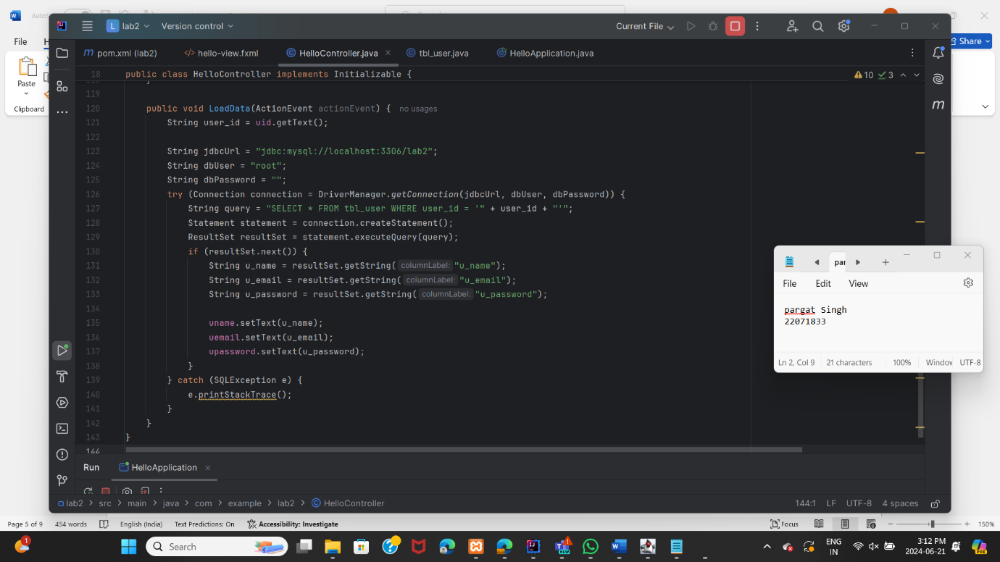 AutoS
File
Paste
Clipboard
Share
L lab2
Version control
Current File
m pom.xml (lab2)
</> hello-view.fxml
HelloController.java
tbl_user.java
HelloApplication.java
18 public class HelloController implements Initializable {
10 3
119
120 public void LoadData(ActionEvent actionEvent) { no usages
121 String user_id = uid.getText();
122
123 String jdbcUrl = "jdbc:mysql://localhost:3306/lab2";
124 String dbUser = "root";
125 String dbPassword = "";
126 try (Connection connection = DriverManager.getConnection(jdbcUrl, dbUser, dbPassword)) {
127 String query = "SELECT * FROM tbl_user WHERE user_id = '" + user_id + "'";
128 Statement statement = connection.createStatement();
129 ResultSet resultSet = statement.executeQuery(query);
130 if (resultSet.next()) {
131 String u_name = resultSet.getString( columnLabel: "u_name");
132 String u_email = resultSet.getString( columnLabel: "u_email");
133 String u_password = resultSet.getString( columnLabel: "u_password");
134
135 uname.setText(u_name);
136 uemail.setText(u_email);
137 upassword.setText(u_password);
138 }
139 } catch (SQLException e) {
140 e.printStackTrace();
141 }
142 }
143 }
144
par
File Edit View
pargat Singh
22071833
Ln 2, Col 9 21 characters 100% Window UTF-8
Run HelloApplication
lab2 > src > main > java > com > example > lab2 > HelloController
144:1 LF UTF-8 4 spaces
Page 5 of 9 454 words English (India) Text Predictions: On Accessibility: Investigate
Focus 150%
1
Search
NEW
ENG
IN
3:12 PM
2024-06-21
PRE